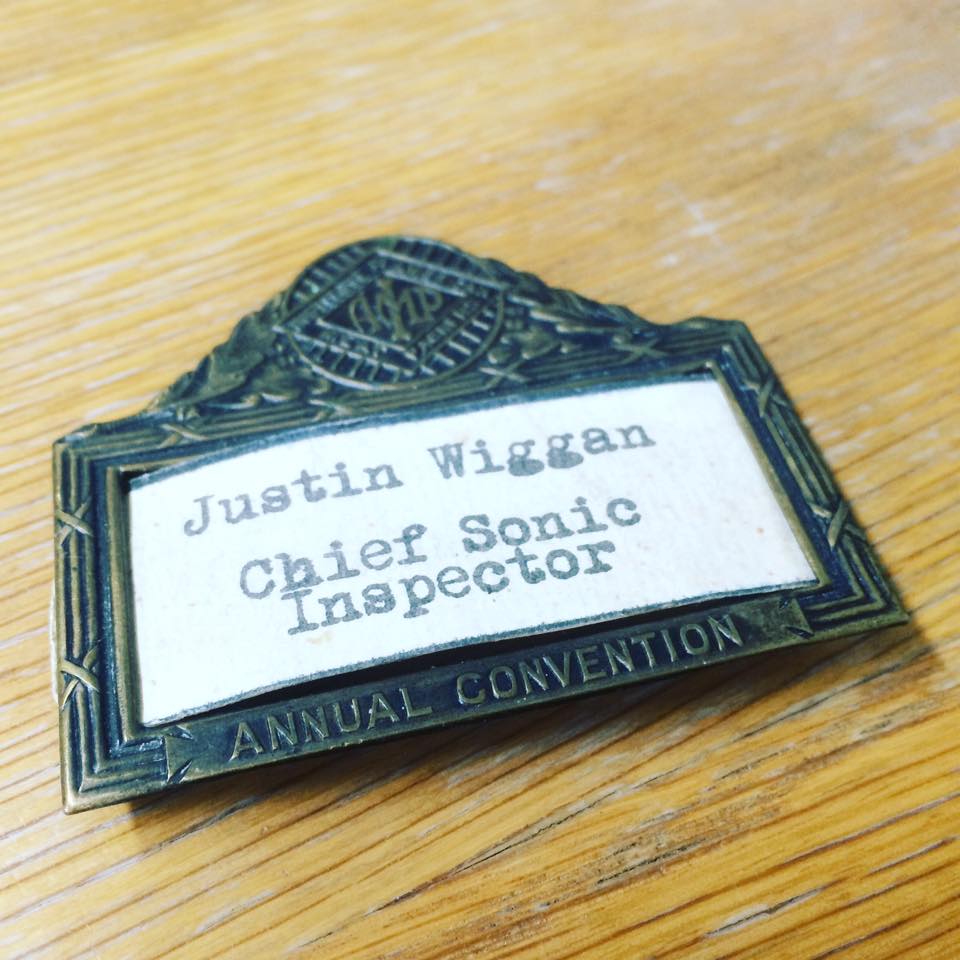 Justin Wiggan
Chief Sonic
Inspector
ANNUAL CONVENTION